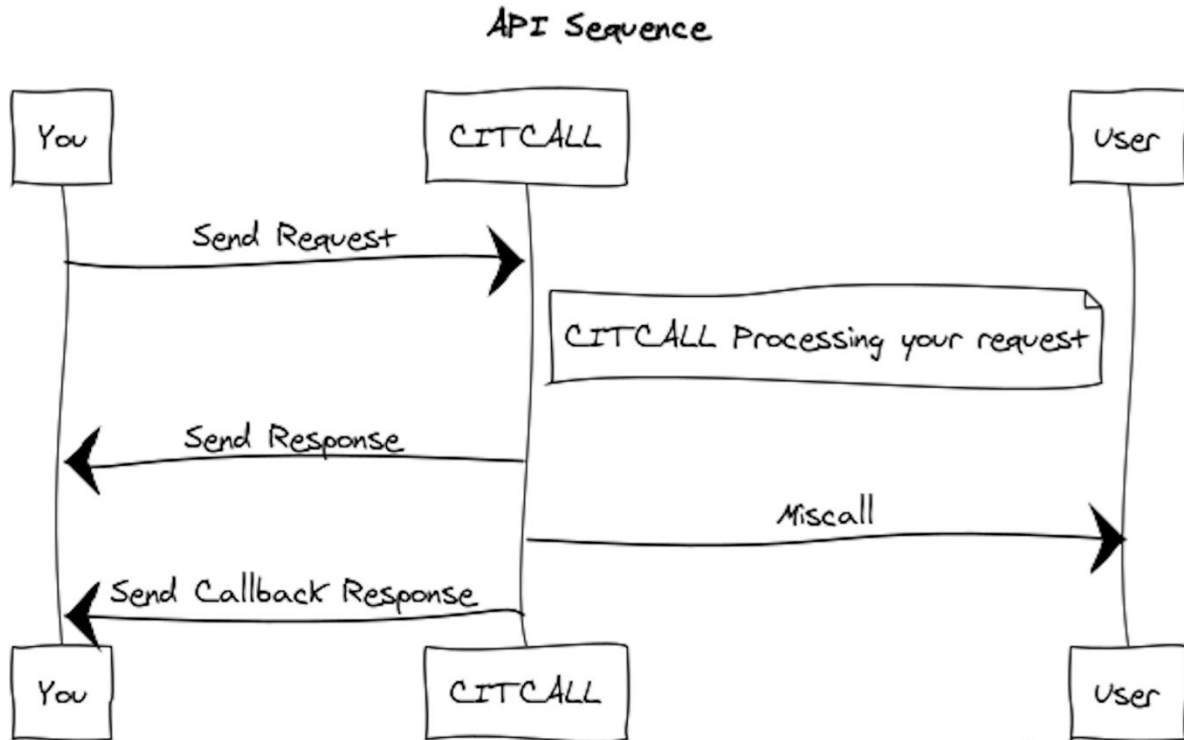 API Sequence
You
CITCALL
User
Send Request
CITCALL Processing your request
Send Response
Miscall
Send Callback Response
You
CITCALL
User